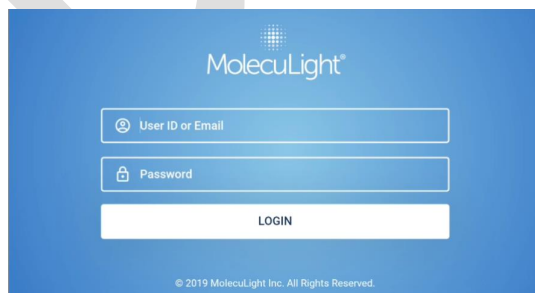 MolecuLight®
User ID or Email
Password
LOGIN
© 2019 MolecuLight Inc. All Rights Reserved.